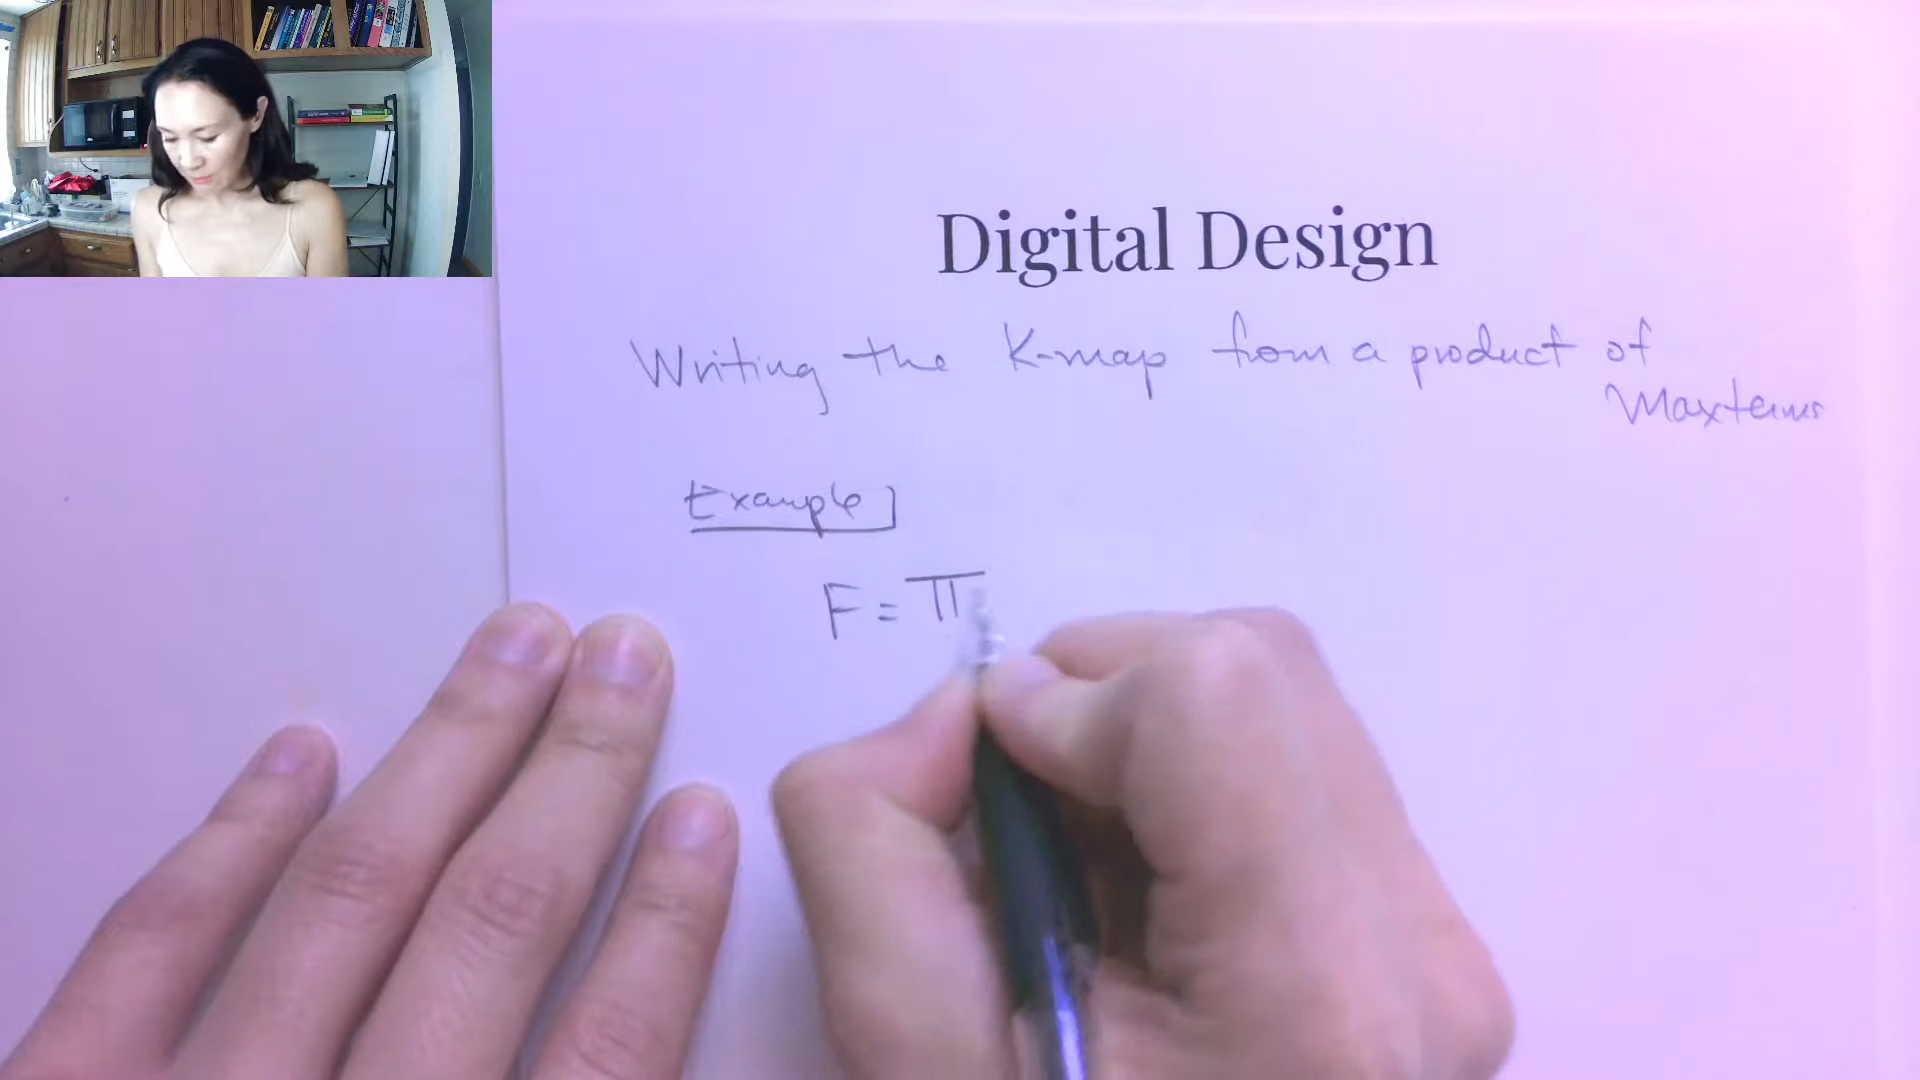 Digital Design
Writing the K-map from a product of
Maxterms
Example
F = π